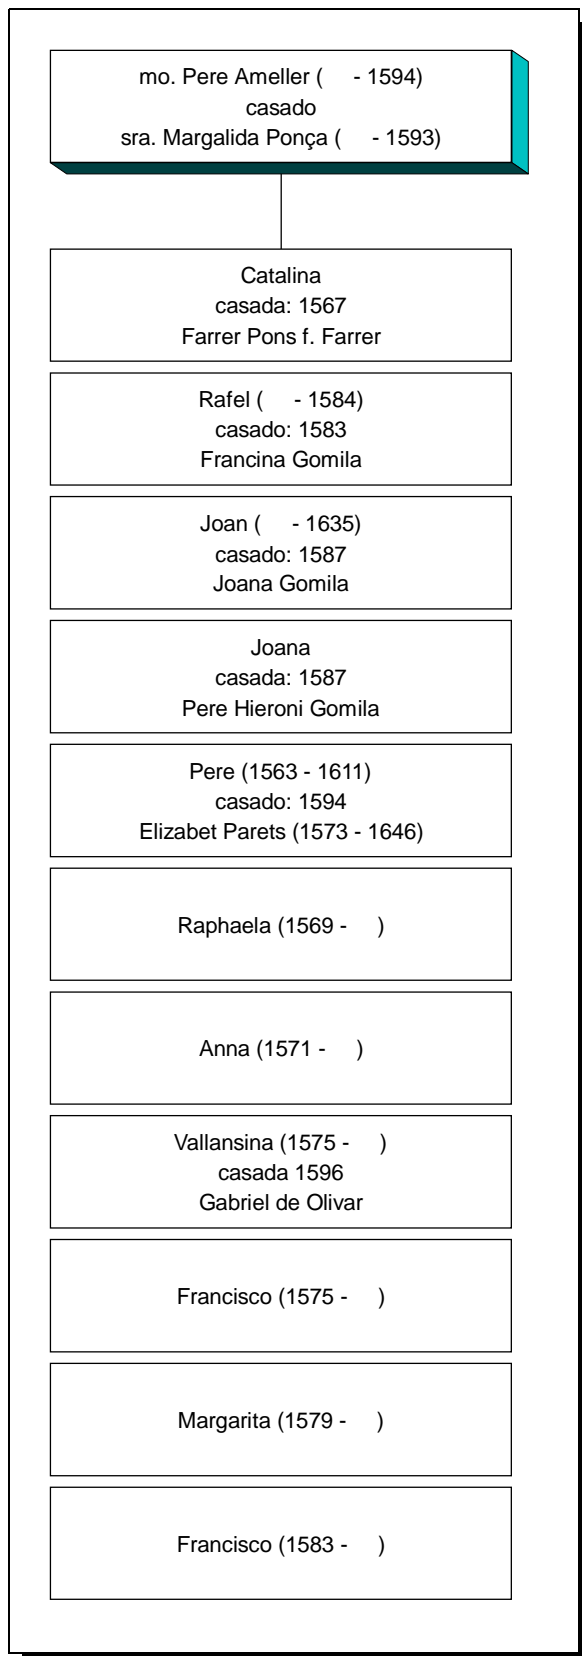 mo. Pere Ameller (    - 1594)
casado
sra. Margalida Ponça (    - 1593)
Catalina
casada: 1567
Farrer Pons f. Farrer
Rafel (    - 1584)
casado: 1583
Francina Gomila
Joan (    - 1635)
casado: 1587
Joana Gomila
Joana
casada: 1587
Pere Hieroni Gomila
Pere (1563 - 1611)
casado: 1594
Elizabet Parets (1573 - 1646)
Raphaela (1569 -    )
Anna (1571 -    )
Vallansina (1575 -    )
casada 1596
Gabriel de Olivar
Francisco (1575 -    )
Margarita (1579 -    )
Francisco (1583 -    )